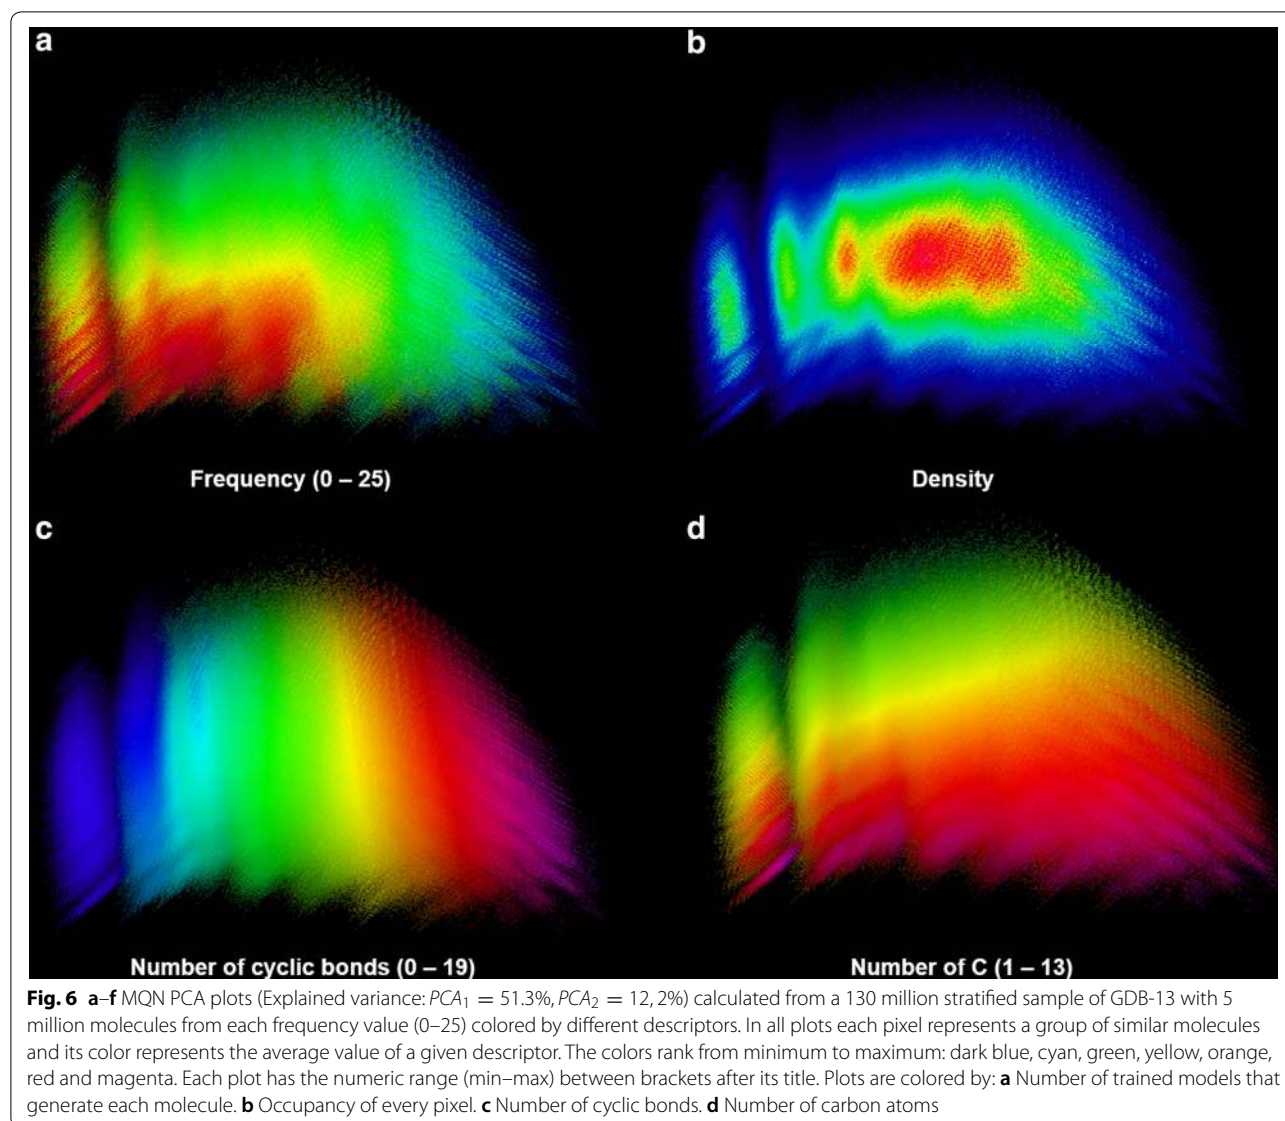 a
b
Frequency (0 – 25)
Density
c
d
Number of cyclic bonds (0 – 19)
Number of C (1 – 13)
Fig. 6 a–f MQN PCA plots (Explained variance: PCA1 = 51.3%, PCA2 = 12, 2%) calculated from a 130 million stratified sample of GDB-13 with 5
million molecules from each frequency value (0–25) colored by different descriptors. In all plots each pixel represents a group of similar molecules
and its color represents the average value of a given descriptor. The colors rank from minimum to maximum: dark blue, cyan, green, yellow, orange,
red and magenta. Each plot has the numeric range (min–max) between brackets after its title. Plots are colored by: a Number of trained models that
generate each molecule. b Occupancy of every pixel. c Number of cyclic bonds. d Number of carbon atoms